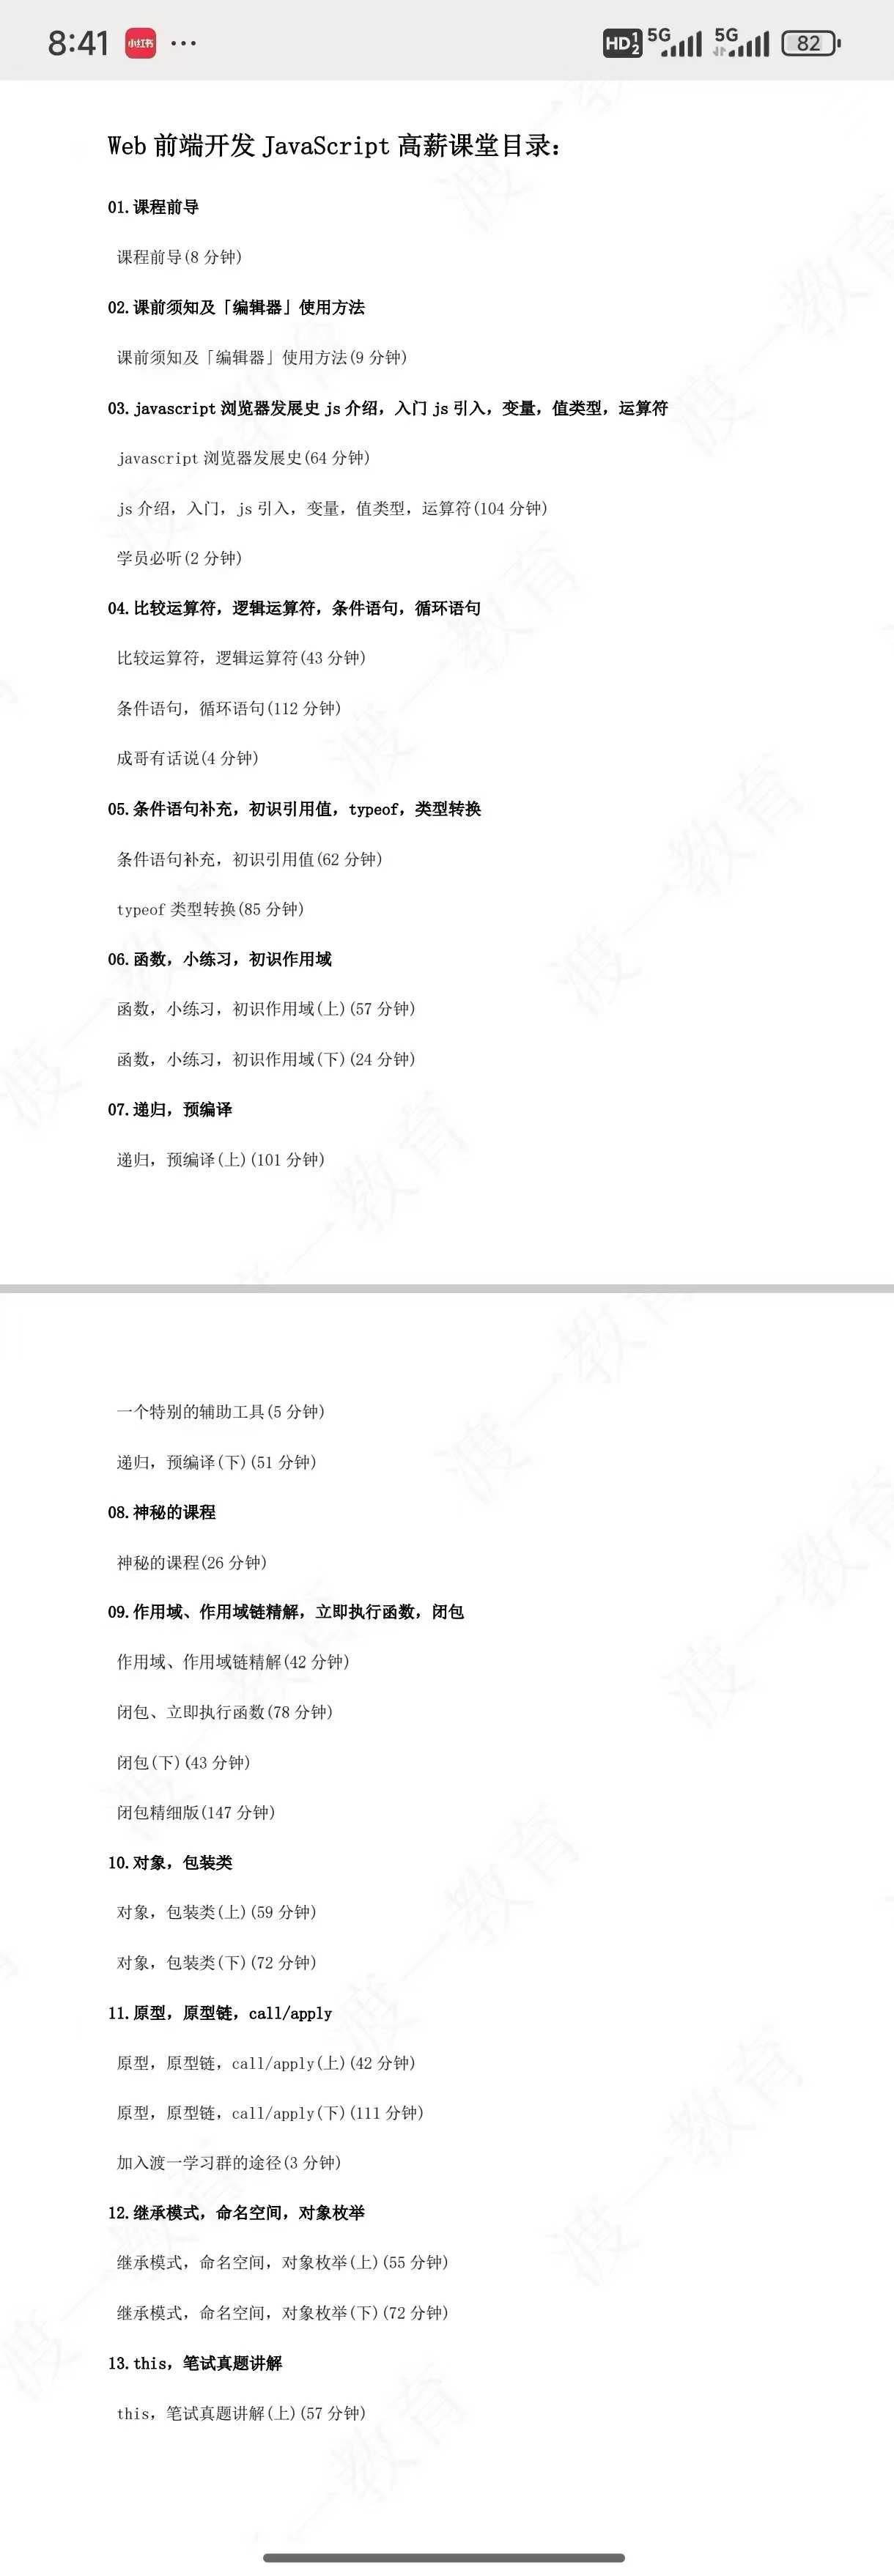 8:41 小红书 ···
HD 1 2 5G 5G 82
Web 前端开发 JavaScript 高薪课堂目录：
01.课程前导
课程前导(8 分钟)
02.课前须知及「编辑器」使用方法
课前须知及「编辑器」使用方法(9 分钟)
03.javascript 浏览器发展史 js 介绍，入门 js 引入，变量，值类型，运算符
javascript 浏览器发展史(64 分钟)
js 介绍，入门，js 引入，变量，值类型，运算符(104 分钟)
学员必听(2 分钟)
04.比较运算符，逻辑运算符，条件语句，循环语句
比较运算符，逻辑运算符(43 分钟)
条件语句，循环语句(112 分钟)
成哥有话说(4 分钟)
05.条件语句补充，初识引用值，typeof，类型转换
条件语句补充，初识引用值(62 分钟)
typeof 类型转换(85 分钟)
06.函数，小练习，初识作用域
函数，小练习，初识作用域(上)(57 分钟)
函数，小练习，初识作用域(下)(24 分钟)
07.递归，预编译
递归，预编译(上)(101 分钟)
一个特别的辅助工具(5 分钟)
递归，预编译(下)(51 分钟)
08.神秘的课程
神秘的课程(26 分钟)
09.作用域、作用域链精解，立即执行函数，闭包
作用域、作用域链精解(42 分钟)
闭包、立即执行函数(78 分钟)
闭包(下)(43 分钟)
闭包精细版(147 分钟)
10.对象，包装类
对象，包装类(上)(59 分钟)
对象，包装类(下)(72 分钟)
11.原型，原型链，call/apply
原型，原型链，call/apply(上)(42 分钟)
原型，原型链，call/apply(下)(111 分钟)
加入渡一学习群的途径(3 分钟)
12.继承模式，命名空间，对象枚举
继承模式，命名空间，对象枚举(上)(55 分钟)
继承模式，命名空间，对象枚举(下)(72 分钟)
13.this，笔试真题讲解
this，笔试真题讲解(上)(57 分钟)
渡一教育